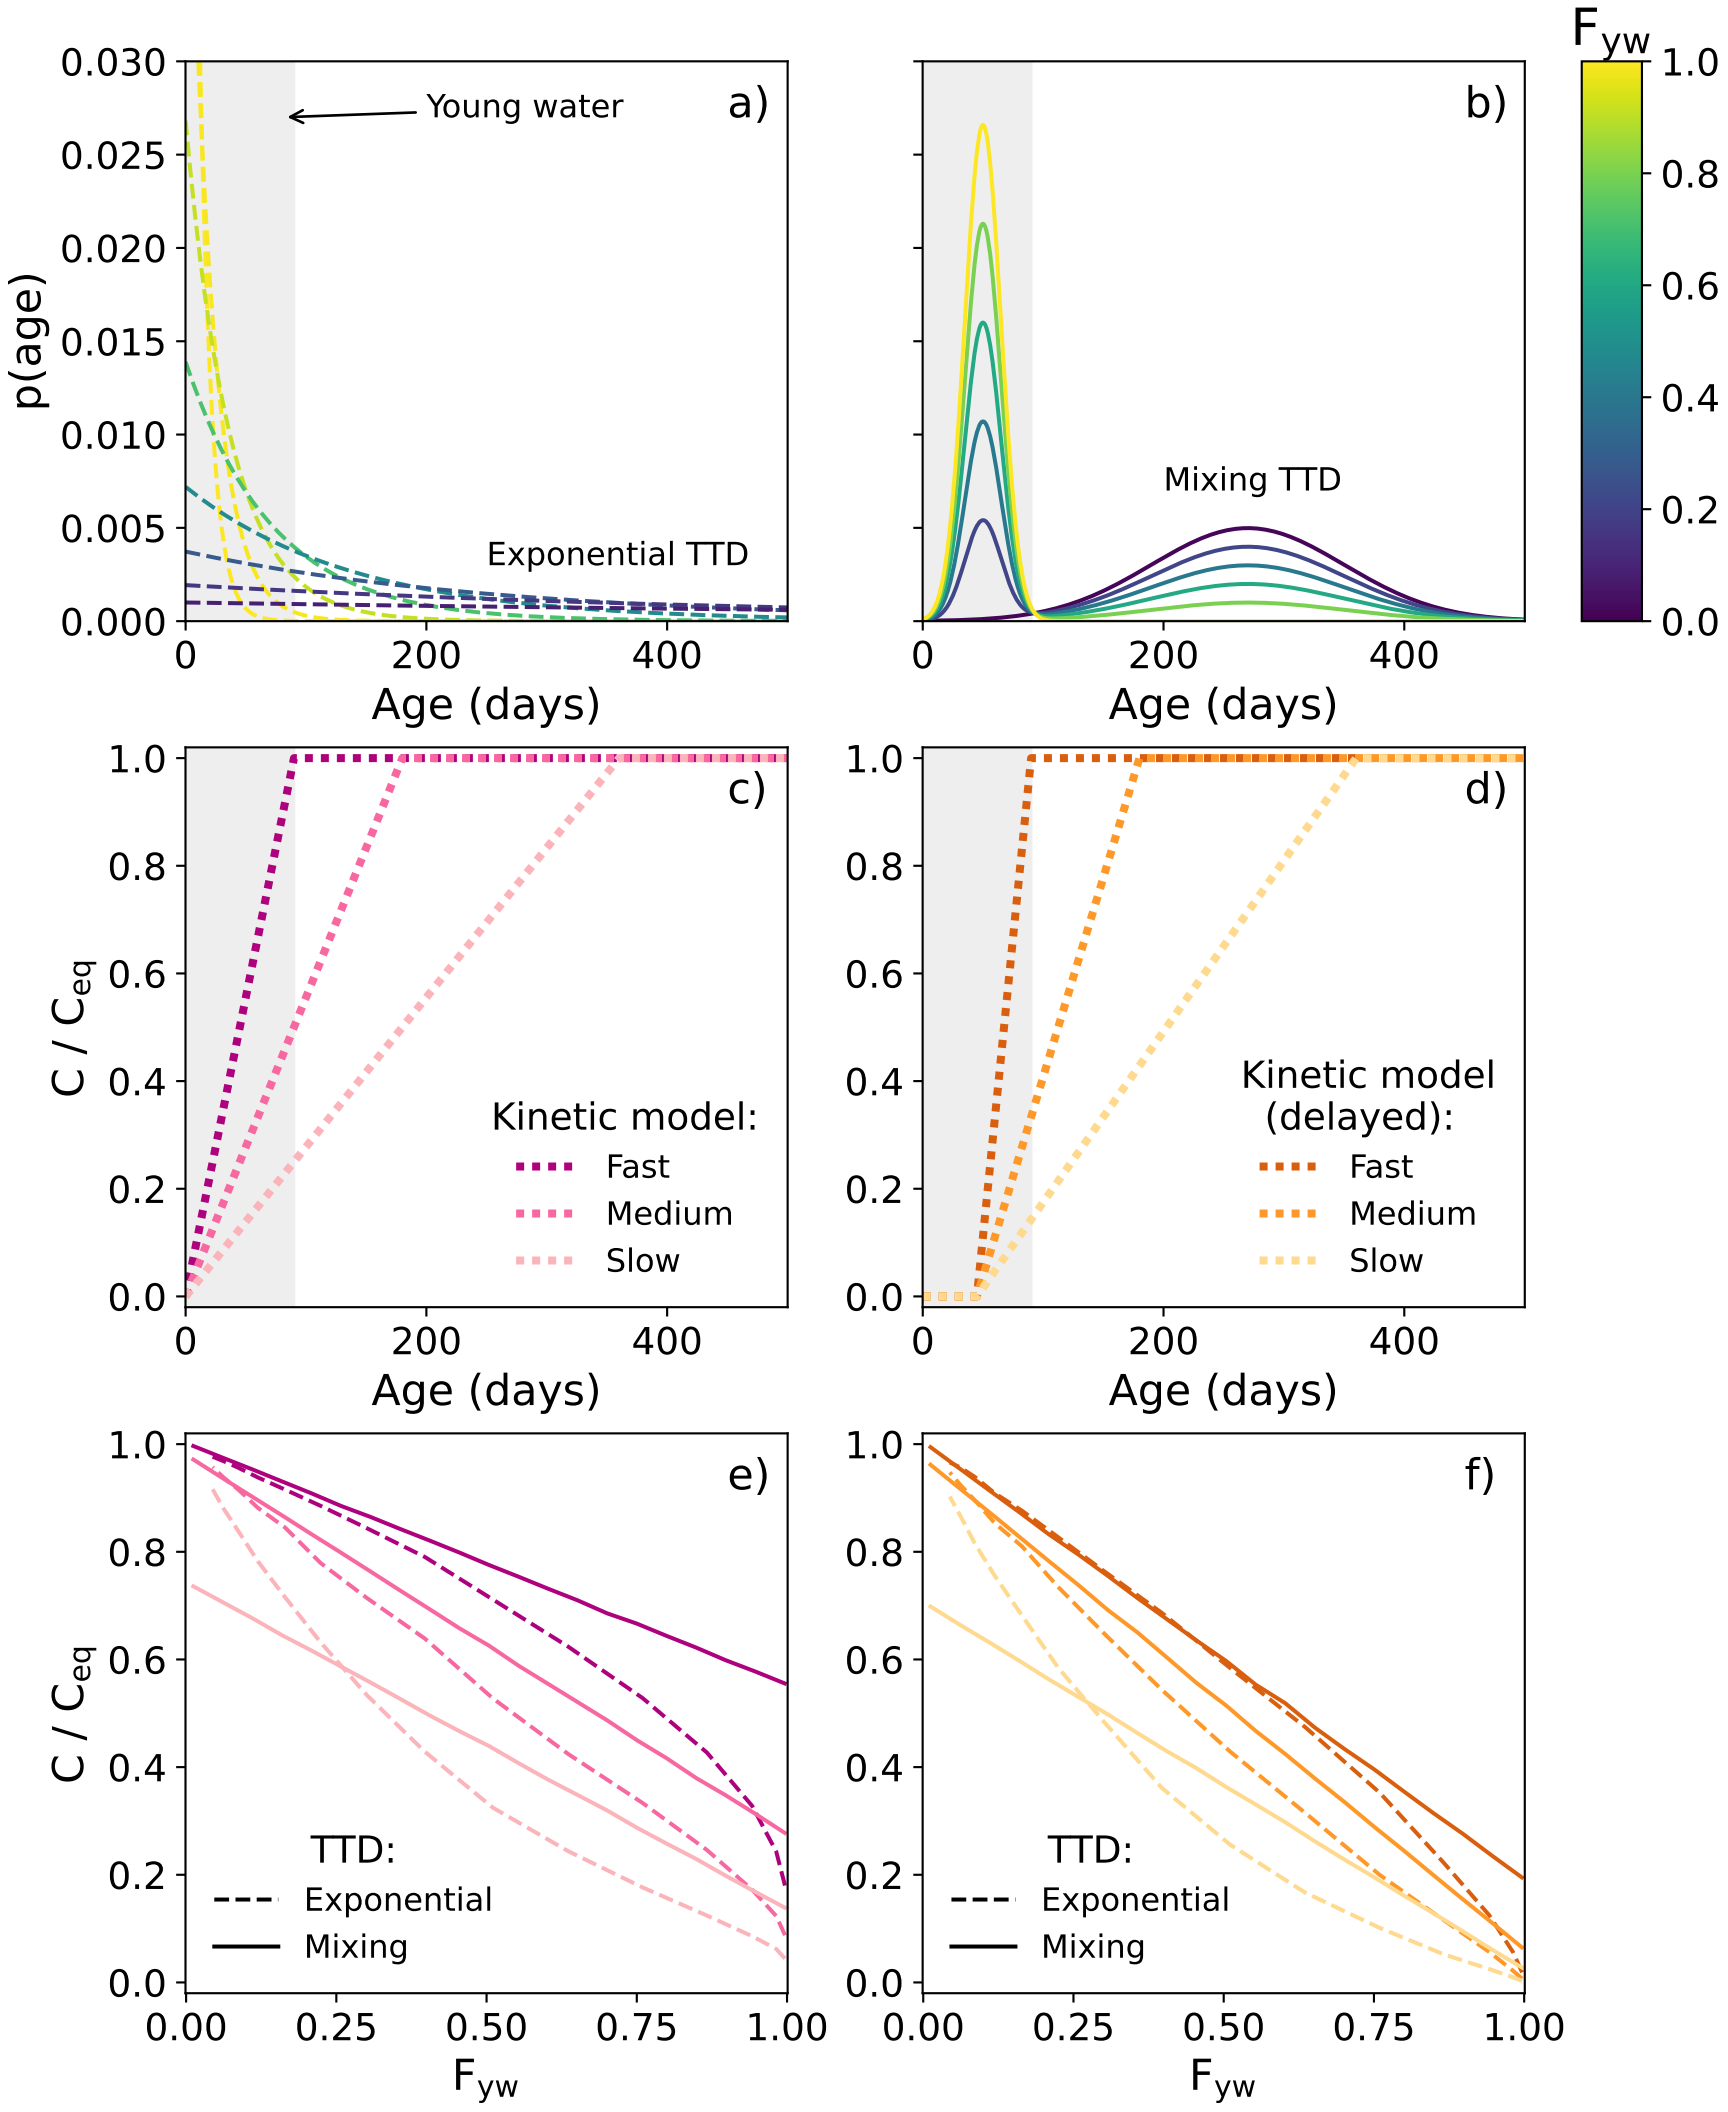 F_yw
0.030
0.025
0.020
0.015
0.010
0.005
0.000
p(age)
Young water
a)
Exponential TTD
0
200
400
Age (days)
b)
Mixing TTD
0
200
400
Age (days)
1.0
0.8
0.6
0.4
0.2
0.0
1.0
0.8
0.6
0.4
0.2
0.0
C / C_eq
c)
Kinetic model:
Fast
Medium
Slow
0
200
400
Age (days)
1.0
0.8
0.6
0.4
0.2
0.0
d)
Kinetic model
(delayed):
Fast
Medium
Slow
0
200
400
Age (days)
1.0
0.8
0.6
0.4
0.2
0.0
C / C_eq
e)
TTD:
Exponential
Mixing
0.00
0.25
0.50
0.75
1.00
F_yw
1.0
0.8
0.6
0.4
0.2
0.0
f)
TTD:
Exponential
Mixing
0.00
0.25
0.50
0.75
1.00
F_yw